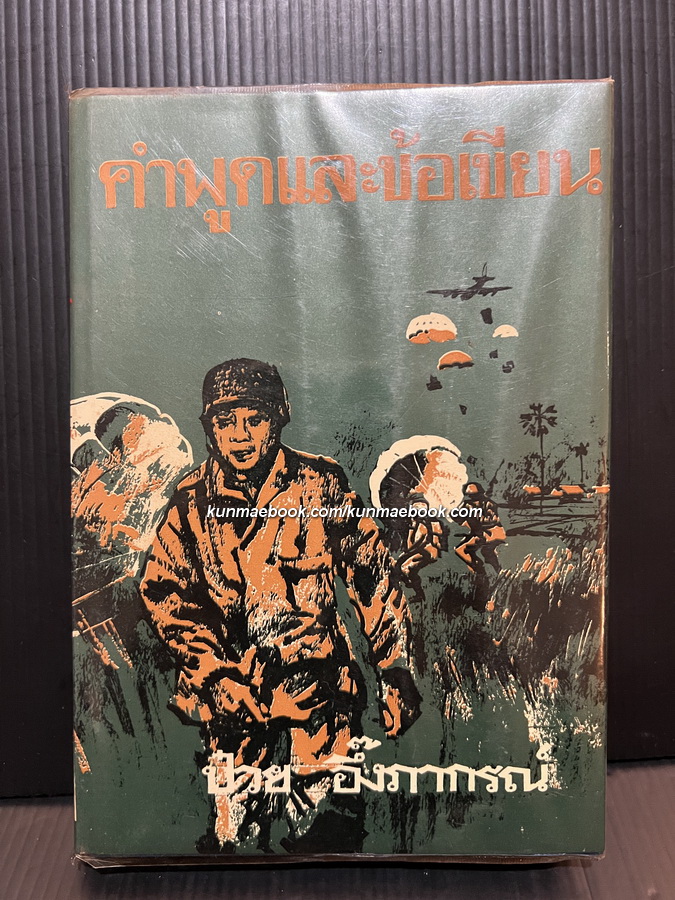 คำพูดและข้อเขียน
kunmaebook.com/kunmaebook.com
ป๋วย อึ๊งภากรณ์